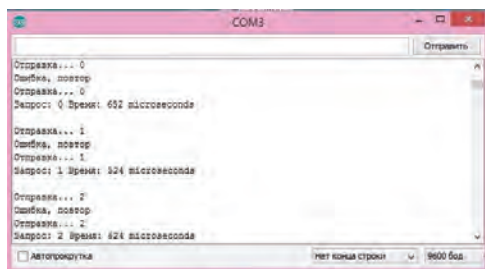 COM3
Отправить
Отправка... 0
Ошибка, повтор
Отправка... 0
Запрос: 0 Время: 652 microseconds
Отправка... 1
Ошибка, повтор
Отправка... 1
Запрос: 1 Время: 524 microseconds
Отправка... 2
Ошибка, повтор
Отправка... 2
Запрос: 2 Время: 624 microseconds
Автопрокрутка
Нет конца строки
9600 бод